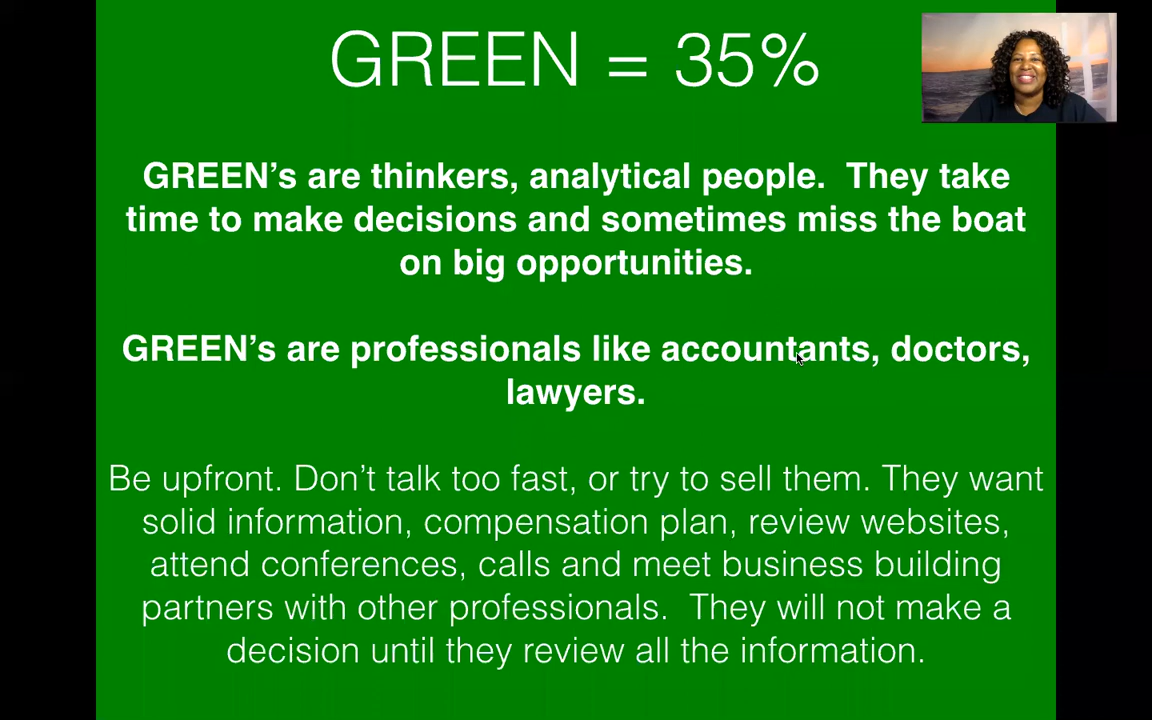 GREEN = 35%
GREEN’s are thinkers, analytical people.  They take
time to make decisions and sometimes miss the boat
on big opportunities.
GREEN’s are professionals like accountants, doctors,
lawyers.
Be upfront. Don’t talk too fast, or try to sell them. They want
solid information, compensation plan, review websites,
attend conferences, calls and meet business building
partners with other professionals.  They will not make a
decision until they review all the information.